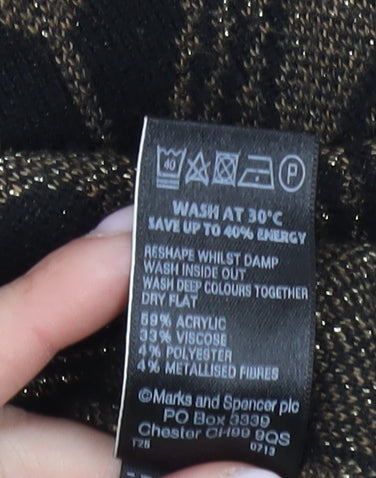 40 P
WASH AT 30°C
SAVE UP TO 40% ENERGY
RESHAPE WHILST DAMP
WASH INSIDE OUT
WASH DEEP COLOURS TOGETHER
DRY FLAT
59% ACRYLIC
33% VISCOSE
4% POLYESTER
4% METALLISED FIBRES
©Marks and Spencer plc
PO Box 3339
Chester CH99 9QS
T25 0713